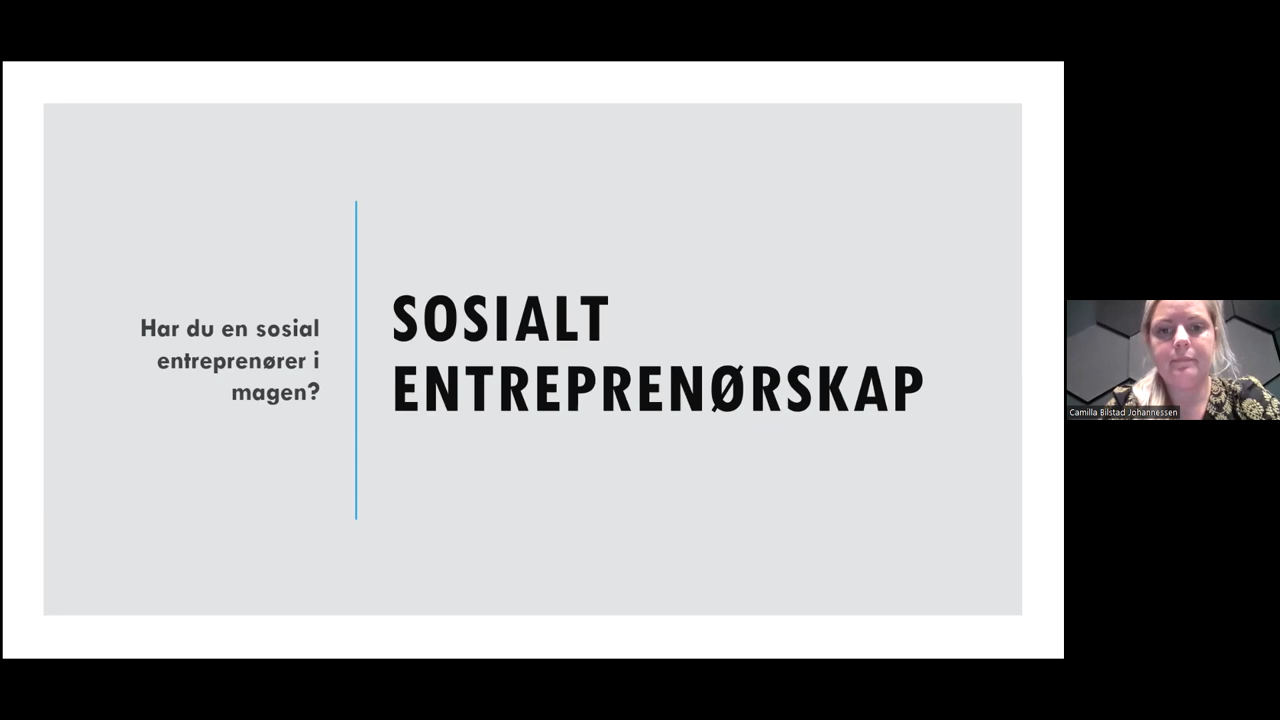 Har du en sosial
entreprenører i
magen?
SOSIALT
ENTREPRENØRSKAP
Camilla Bilstad Johannessen